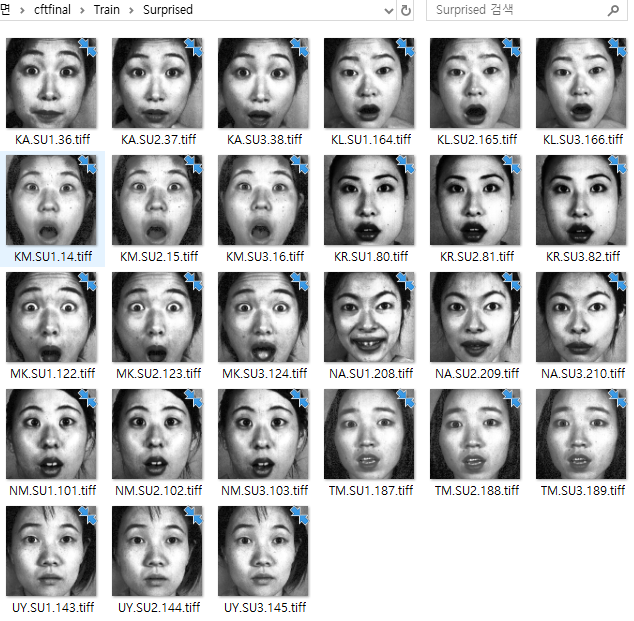 면 > cftfinal > Train > Surprised
Surprised 검색
KA.SU1.36.tiff KA.SU2.37.tiff KA.SU3.38.tiff KL.SU1.164.tiff KL.SU2.165.tiff KL.SU3.166.tiff
KM.SU1.14.tiff KM.SU2.15.tiff KM.SU3.16.tiff KR.SU1.80.tiff KR.SU2.81.tiff KR.SU3.82.tiff
MK.SU1.122.tiff MK.SU2.123.tiff MK.SU3.124.tiff NA.SU1.208.tiff NA.SU2.209.tiff NA.SU3.210.tiff
NM.SU1.101.tiff NM.SU2.102.tiff NM.SU3.103.tiff TM.SU1.187.tiff TM.SU2.188.tiff TM.SU3.189.tiff
UY.SU1.143.tiff UY.SU2.144.tiff UY.SU3.145.tiff